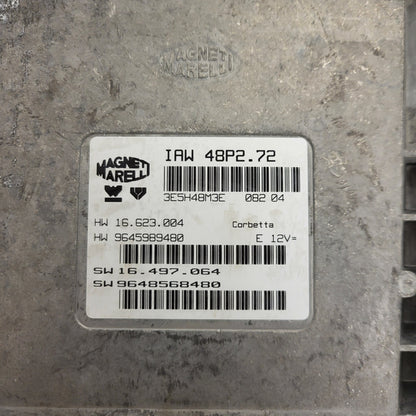 MAGNETI
MARELLI
IAW 48P2.72
MAGNETI
MARELLI
3E5H48M3E 082 04
HW 16.623.004 Corbetta
HW 9645989480 E 12V=
SW 16.497.064
SW 9648568480